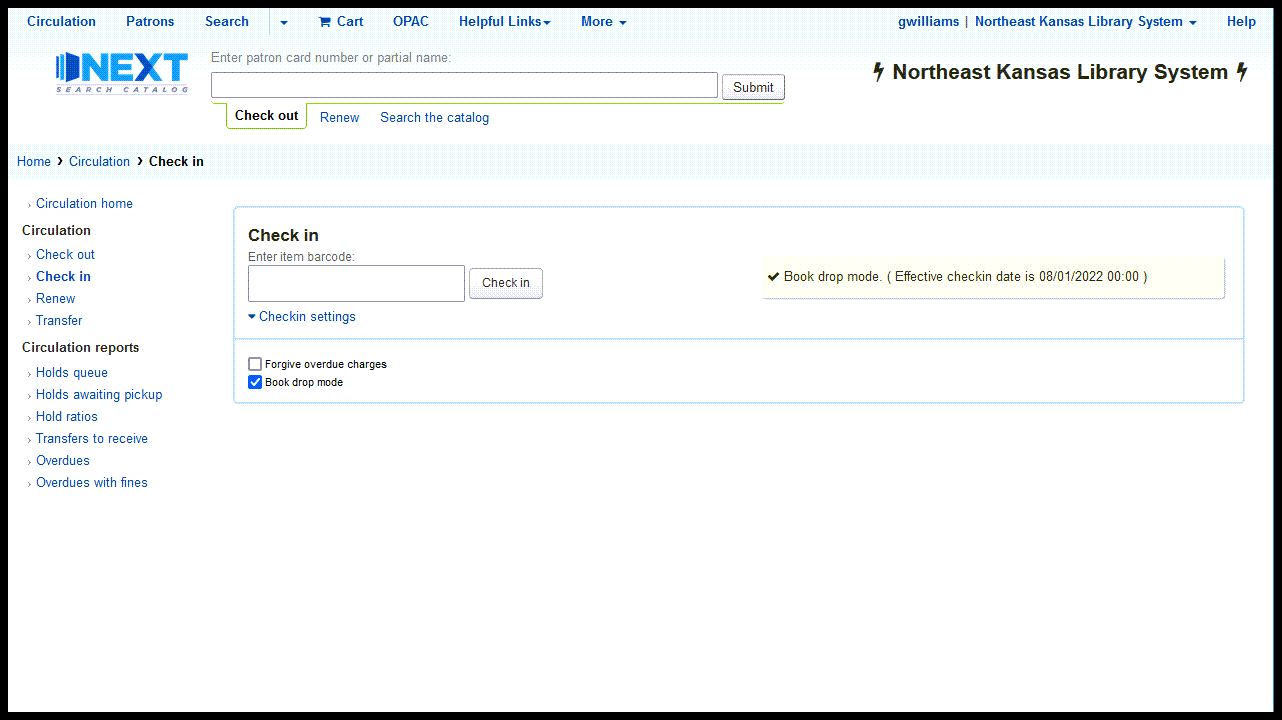 Circulation Patrons Search Cart OPAC Helpful Links More gwilliams | Northeast Kansas Library System Help
NEXT
SEARCH CATALOG
Enter patron card number or partial name:
Submit
Northeast Kansas Library System
Check out Renew Search the catalog
Home › Circulation › Check in
› Circulation home
Circulation
› Check out
› Check in
› Renew
› Transfer
Circulation reports
› Holds queue
› Holds awaiting pickup
› Hold ratios
› Transfers to receive
› Overdues
› Overdues with fines
Check in
Enter item barcode:
Check in
✔ Book drop mode. ( Effective checkin date is 08/01/2022 00:00 )
Checkin settings
Forgive overdue charges
Book drop mode